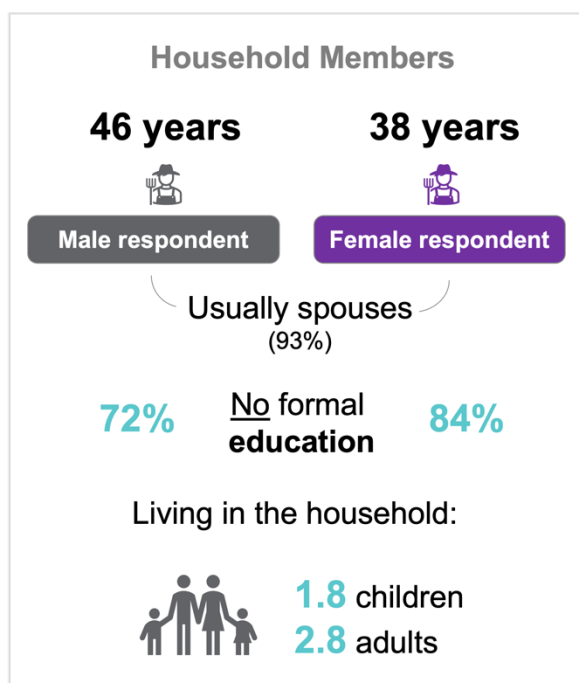 Household Members
46 years
38 years
Male respondent
Female respondent
Usually spouses
(93%)
72%
No formal
education
84%
Living in the household:
1.8 children
2.8 adults